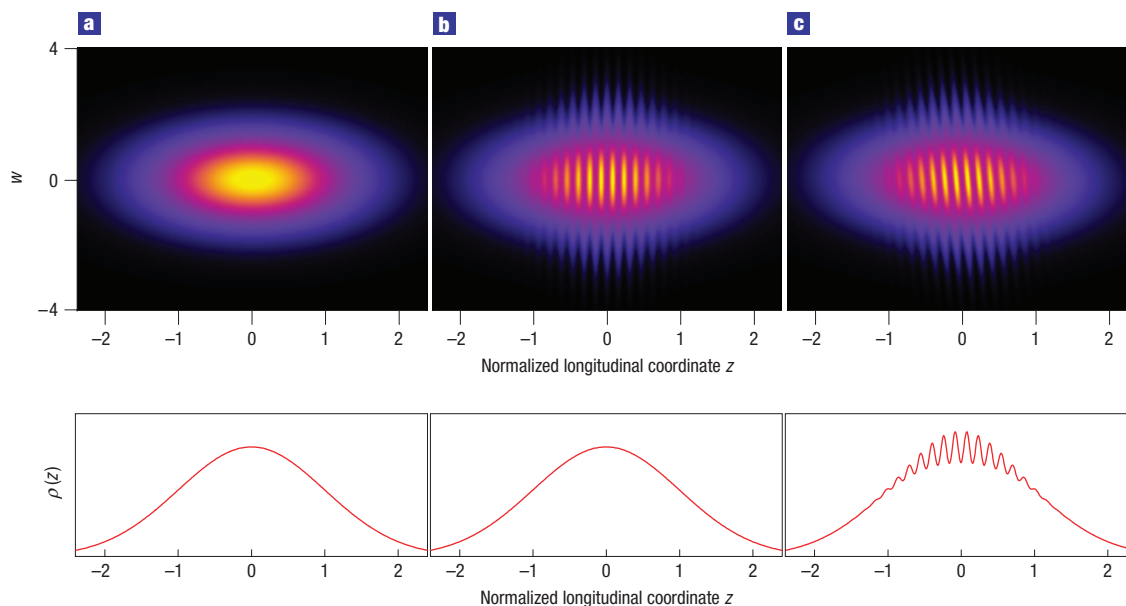 a
b
c
4
0
−4
w
−2 −1 0 1 2
−2 −1 0 1 2
−2 −1 0 1 2
Normalized longitudinal coordinate z
ρ(z)
−2 −1 0 1 2
−2 −1 0 1 2
−2 −1 0 1 2
Normalized longitudinal coordinate z